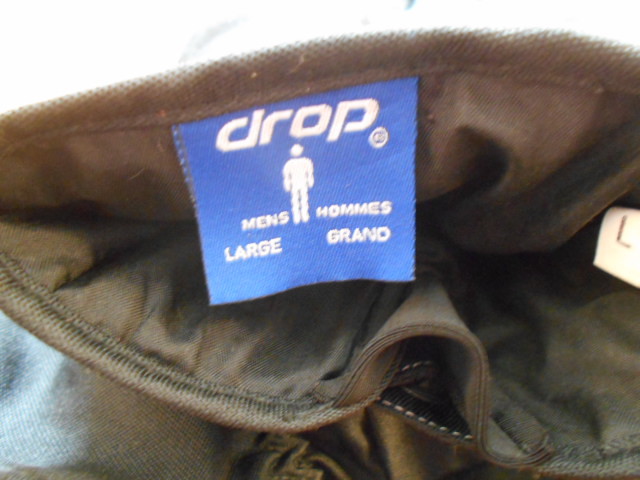 drop
MENS HOMMES
LARGE GRAND
L